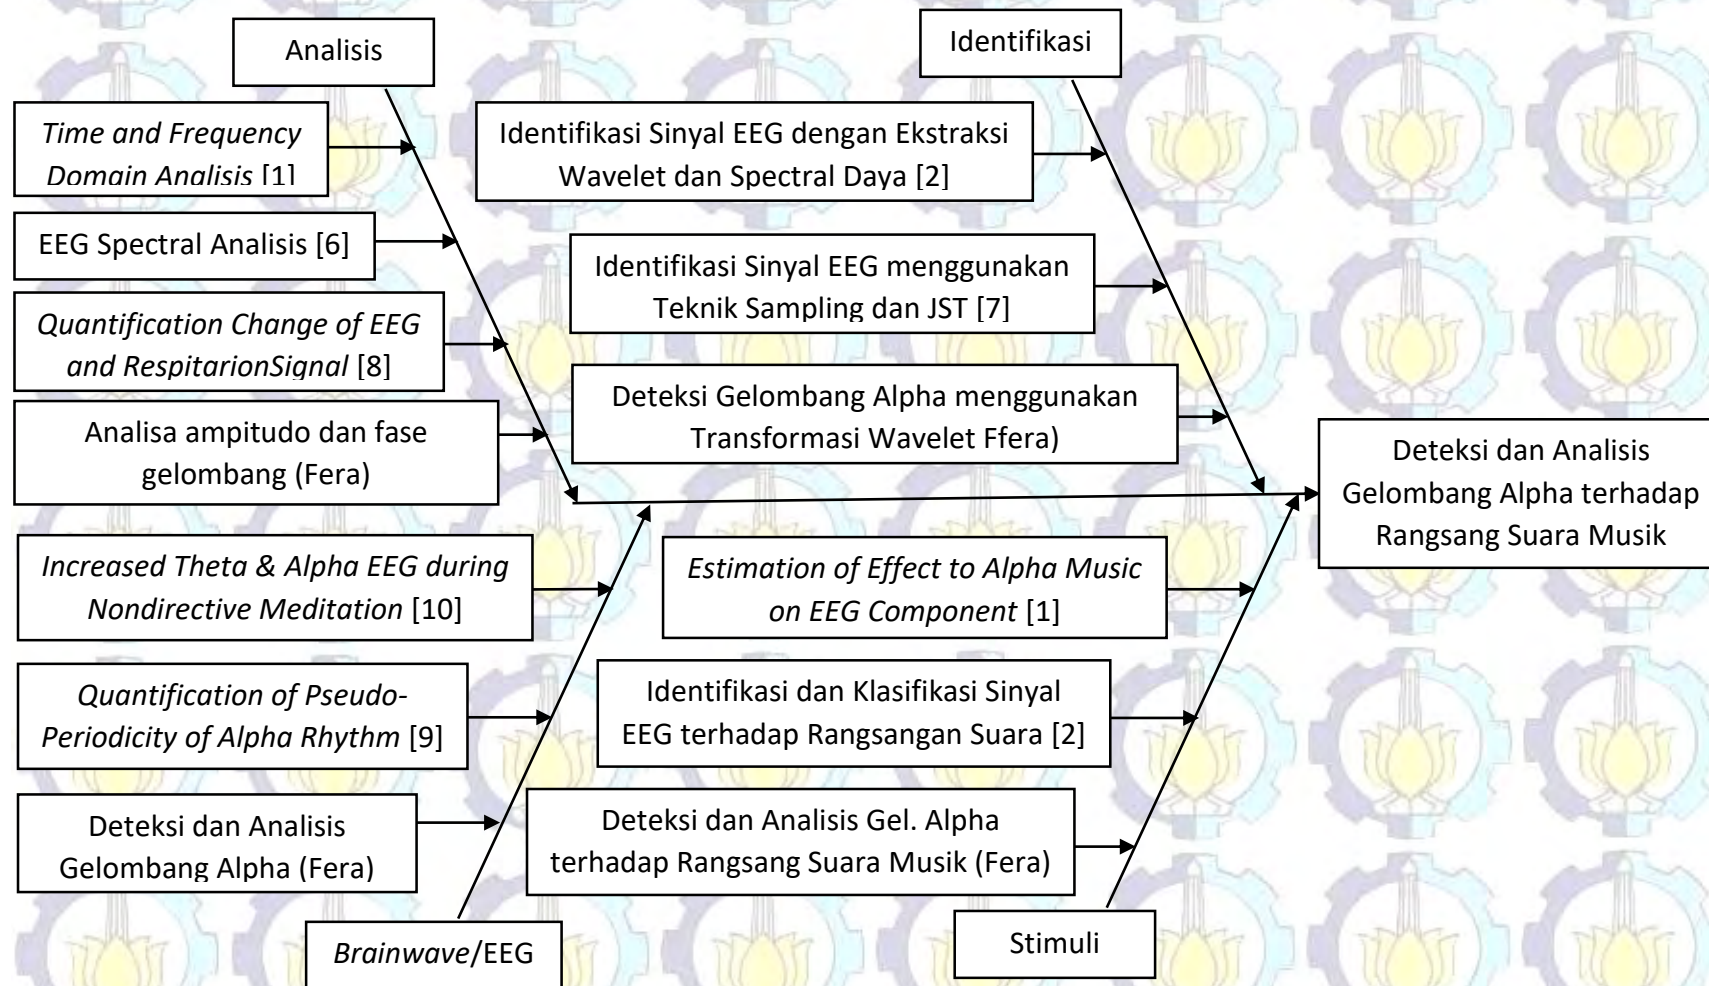 Analisis
Time and Frequency
Domain Analisis [1]
EEG Spectral Analisis [6]
Quantification Change of EEG
and RespitarionSignal [8]
Analisa ampitudo dan fase
gelombang (Fera)
Identifikasi
Identifikasi Sinyal EEG dengan Ekstraksi
Wavelet dan Spectral Daya [2]
Identifikasi Sinyal EEG menggunakan
Teknik Sampling dan JST [7]
Deteksi Gelombang Alpha menggunakan
Transformasi Wavelet Ffera)
Deteksi dan Analisis
Gelombang Alpha terhadap
Rangsang Suara Musik
Increased Theta & Alpha EEG during
Nondirective Meditation [10]
Quantification of Pseudo-
Periodicity of Alpha Rhythm [9]
Deteksi dan Analisis
Gelombang Alpha (Fera)
Brainwave/EEG
Estimation of Effect to Alpha Music
on EEG Component [1]
Identifikasi dan Klasifikasi Sinyal
EEG terhadap Rangsangan Suara [2]
Deteksi dan Analisis Gel. Alpha
terhadap Rangsang Suara Musik (Fera)
Stimuli